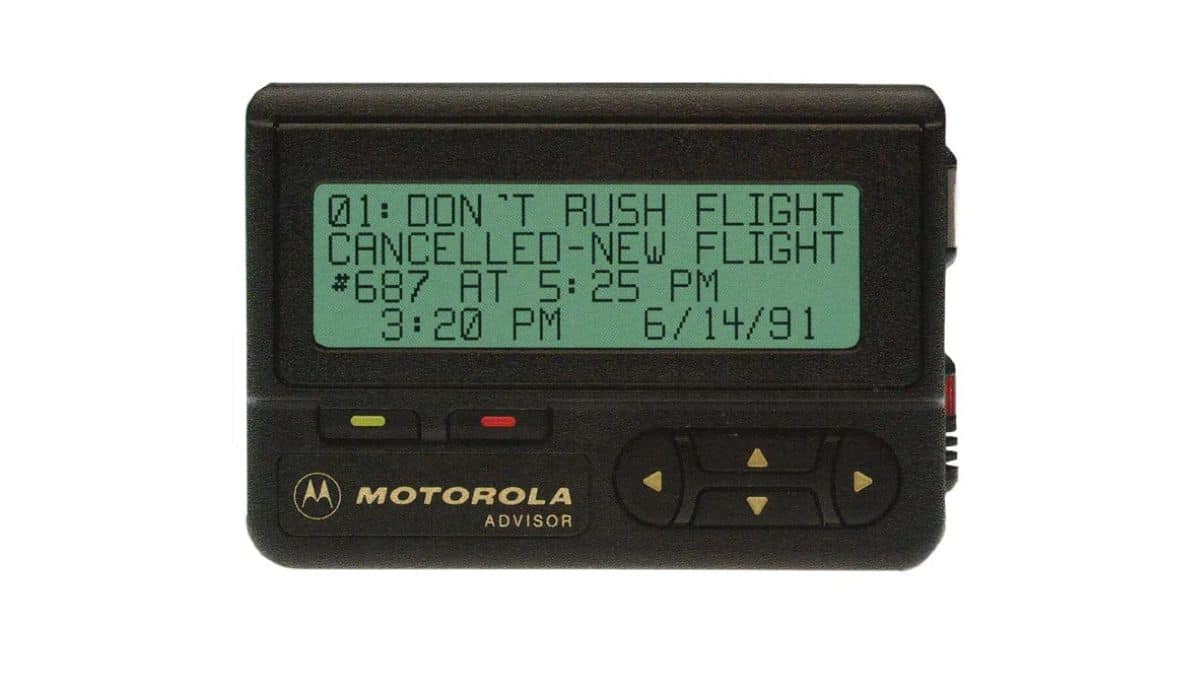 01: DON`T RUSH FLIGHT
CANCELLED-NEW FLIGHT
#687 AT 5:25 PM
3:20 PM 6/14/91
MOTOROLA
ADVISOR